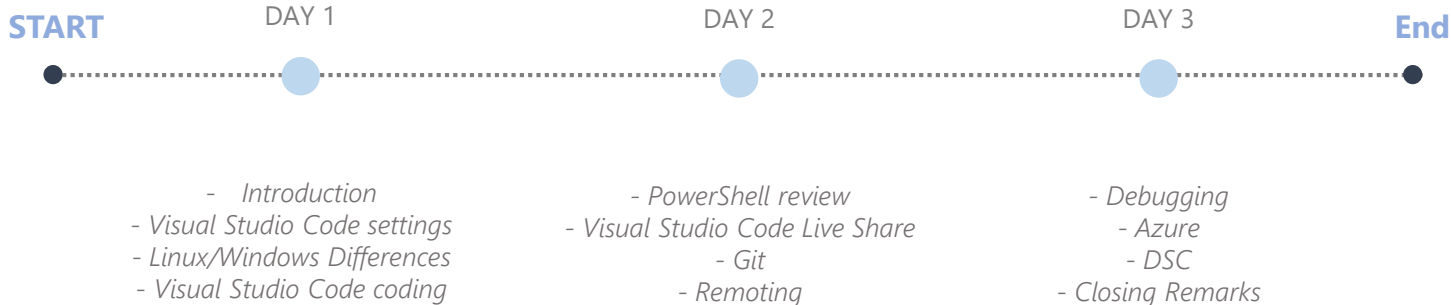 START
DAY 1
DAY 2
DAY 3
End
- Introduction
- Visual Studio Code settings
- Linux/Windows Differences
- Visual Studio Code coding
- PowerShell review
- Visual Studio Code Live Share
- Git
- Remoting
- Debugging
- Azure
- DSC
- Closing Remarks